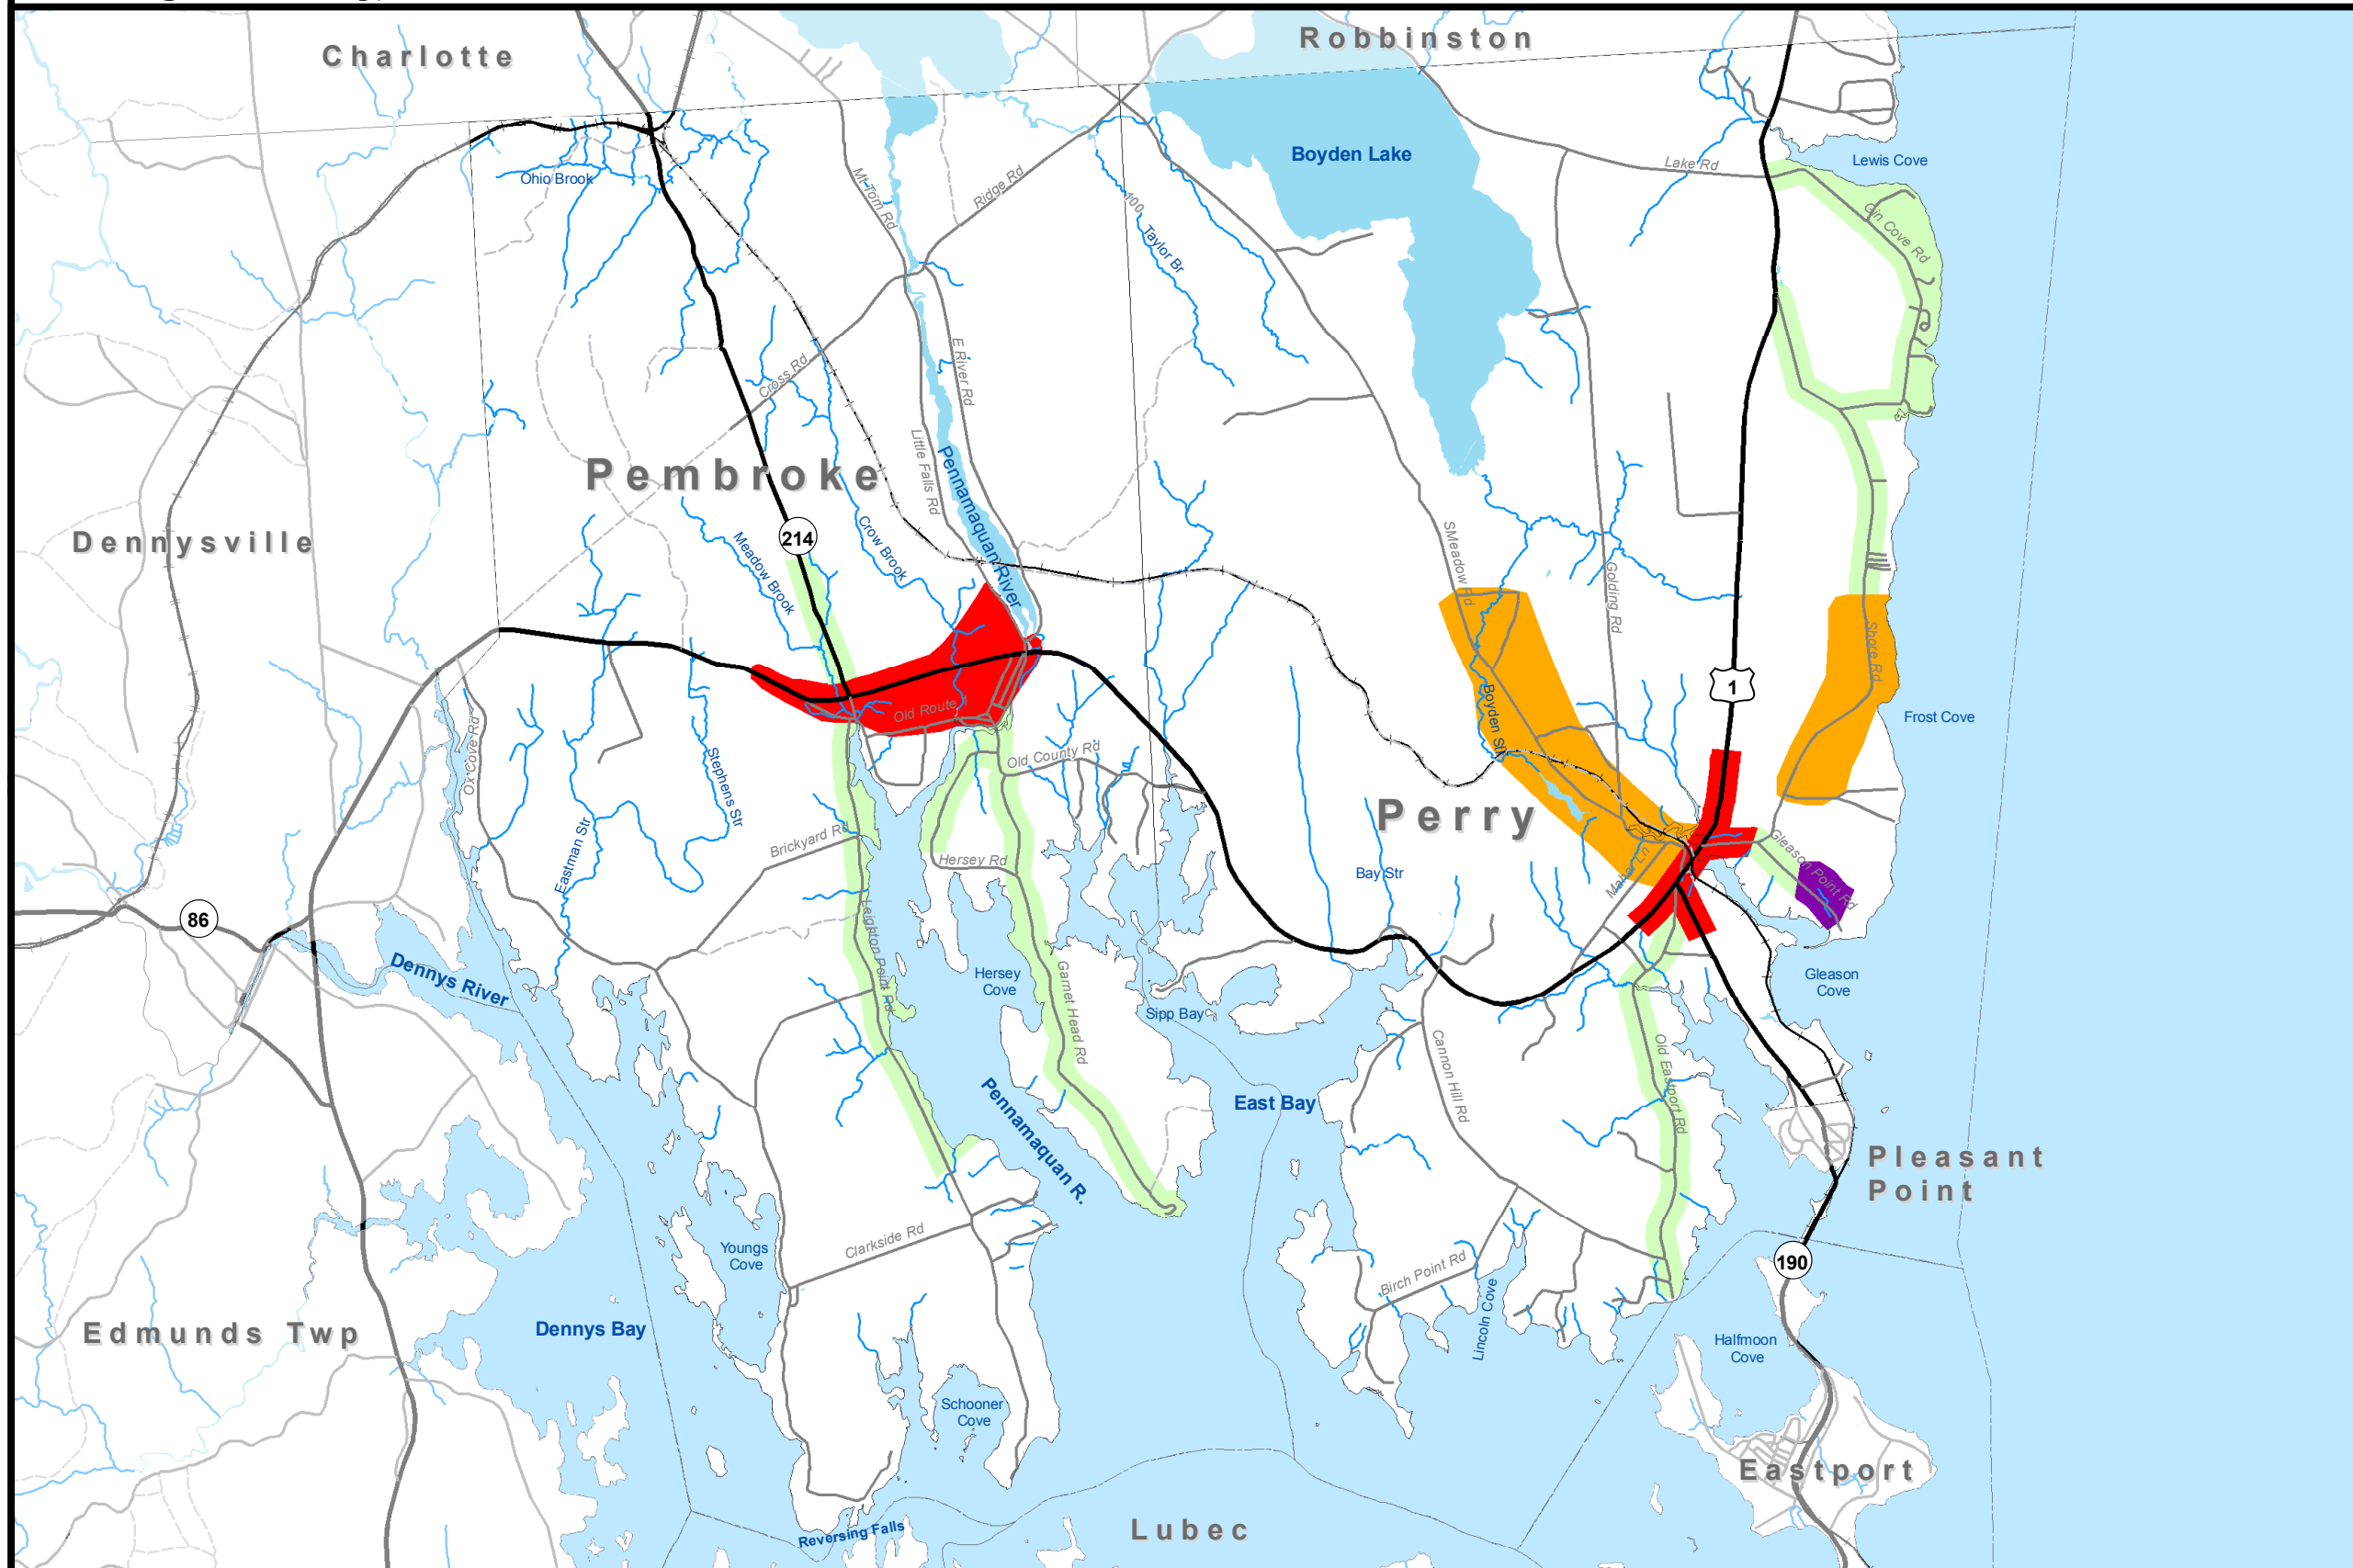 Charlotte
Robbinston
Boyden Lake
Lewis Cove
Lake Rd
Ohio Brook
Mt Tom Rd
Ridge Rd
100
Taylor Br
Gin Cove Rd
Cross Rd
E River Rd
Little Falls Rd
Pembroke
Pennamaquan River
214
Dennysville
Meadow Brook
Crow Brook
SMeadow Rd
Golding Rd
Shore Rd
1
Frost Cove
Old Route 1
Boyden Str
Ox Cove Rd
Stephens Str
Old County Rd
Perry
Brickyard Rd
Hersey Rd
Eastman Str
Bay Str
Mahar Ln
Gleason Point Rd
86
Leighton Point Rd
Dennys River
Hersey
Cove
Garnet Head Rd
Gleason
Cove
Sipp Bay
Cannon Hill Rd
Old Eastport Rd
East Bay
Pennamaquan R.
Pleasant
Point
Clarkside Rd
Youngs
Cove
Birch Point Rd
190
Lincoln Cove
Edmunds Twp
Dennys Bay
Halfmoon
Cove
Schooner
Cove
Eastport
Reversing Falls
Lubec